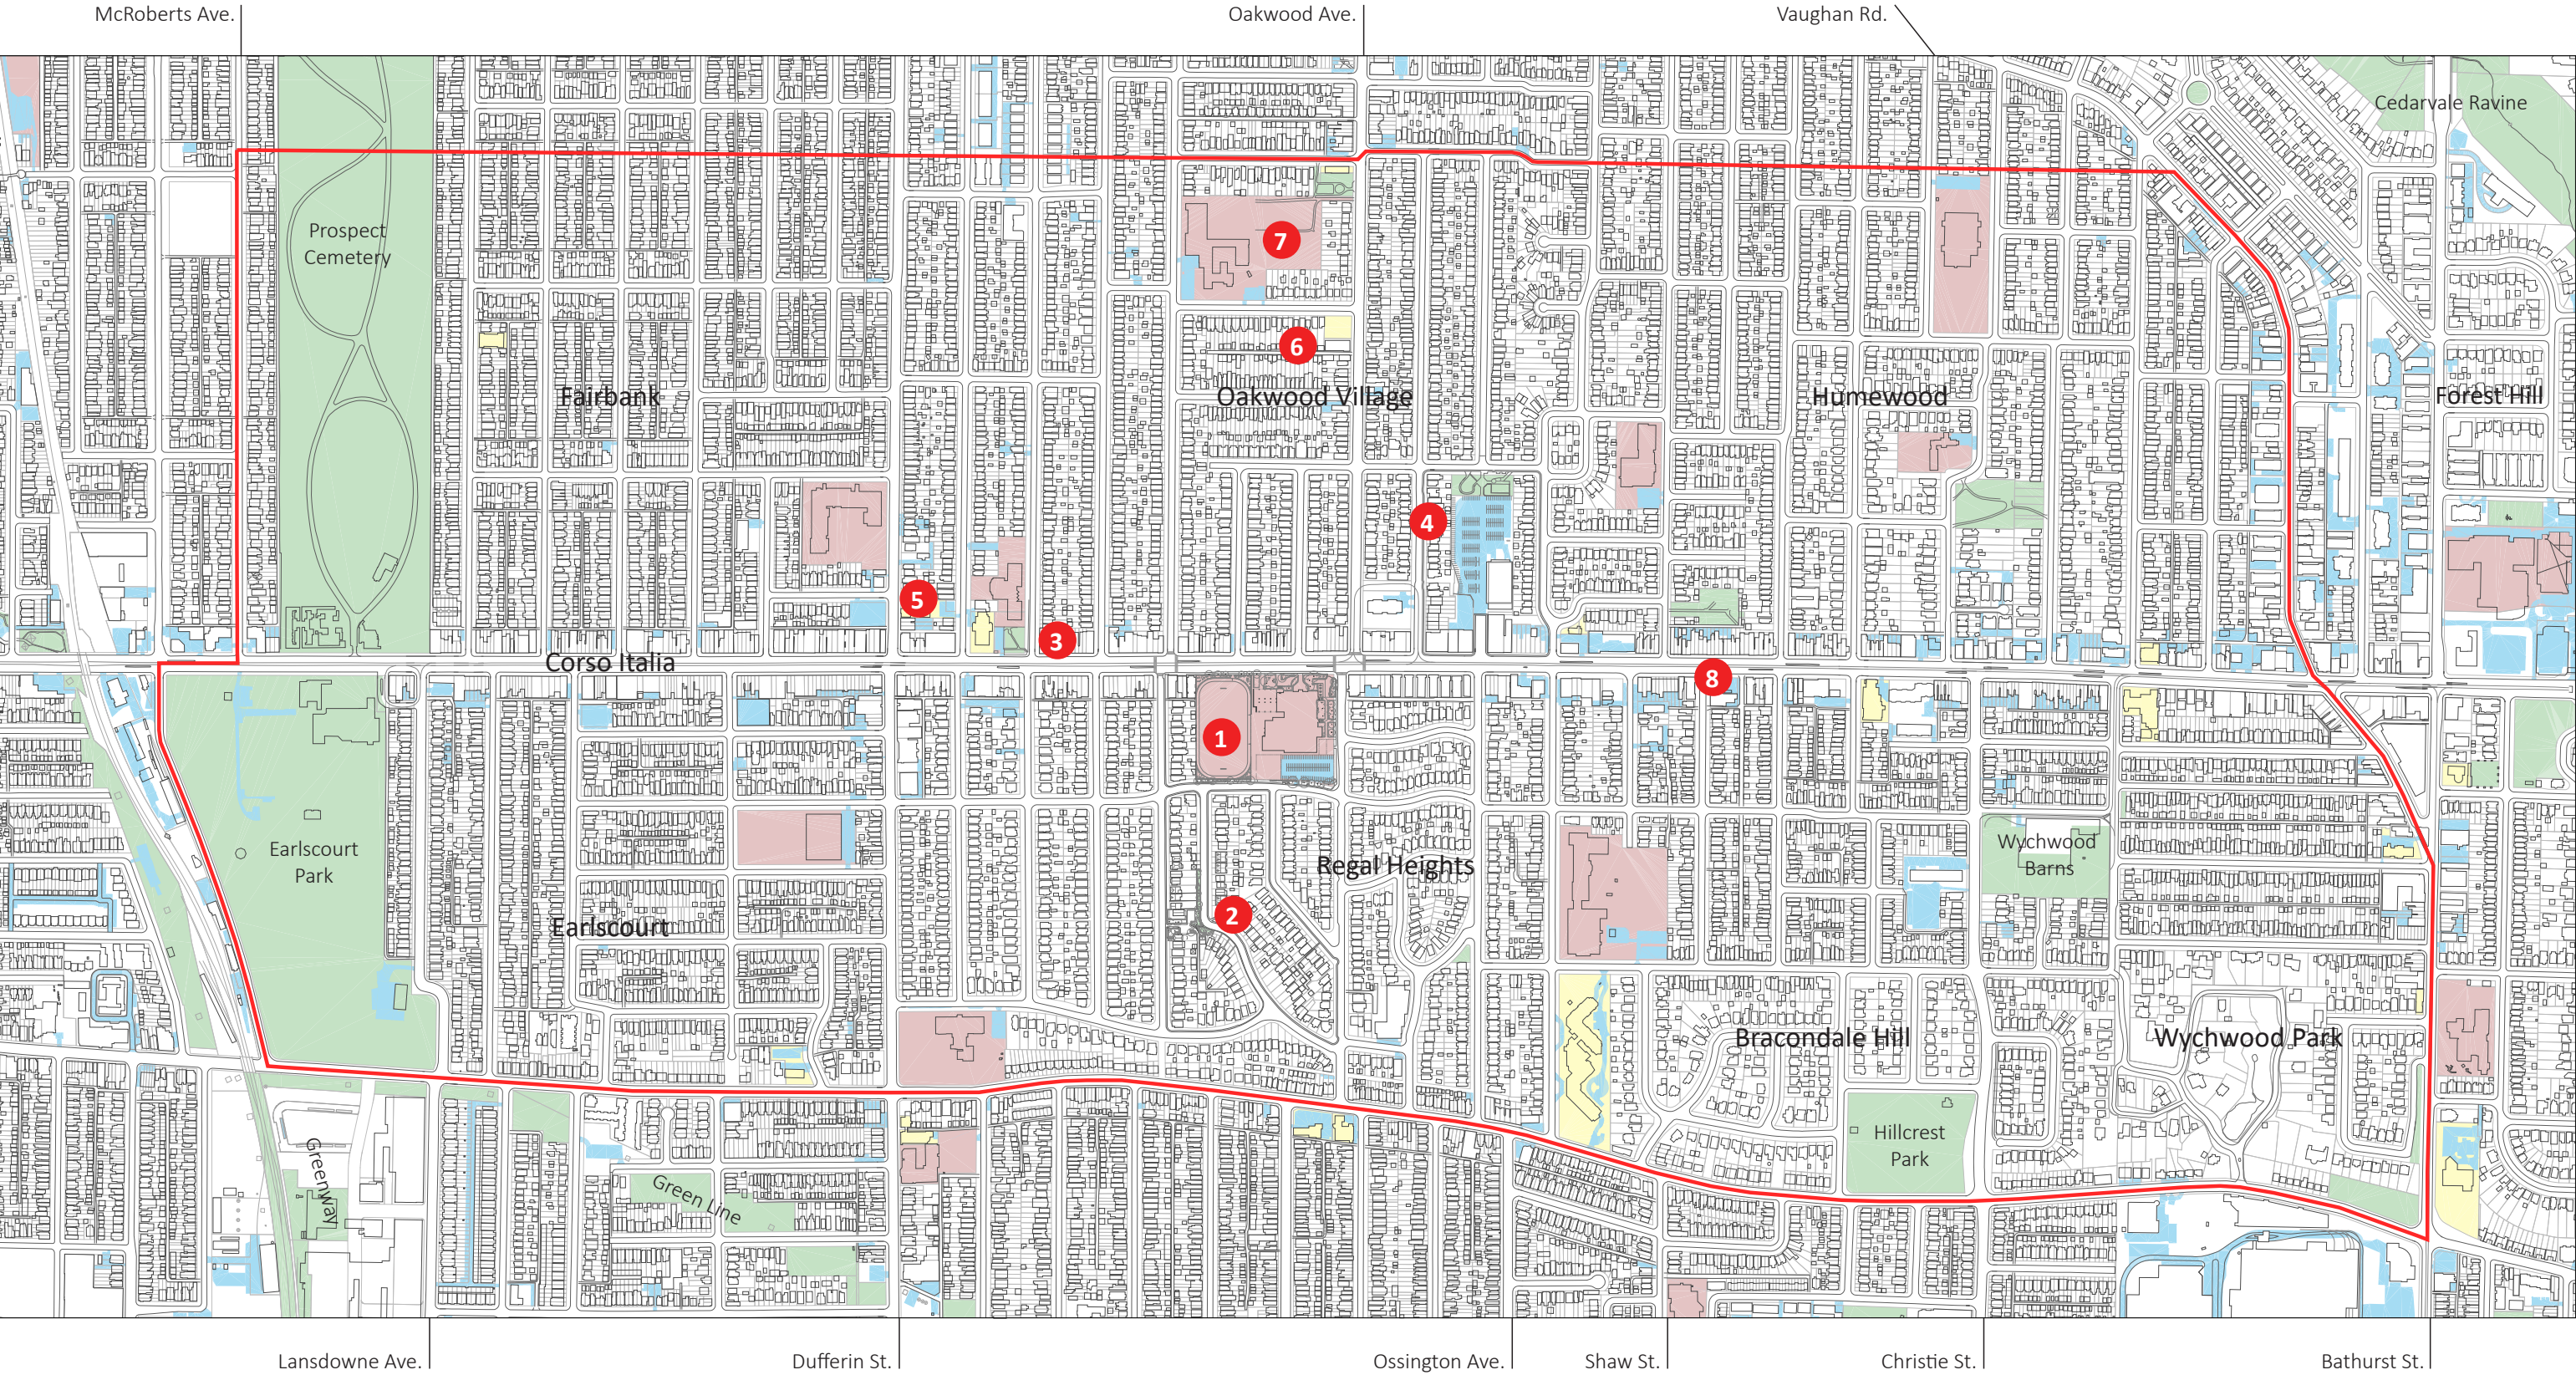 McRoberts Ave.
Oakwood Ave.
Vaughan Rd.
Cedarvale Ravine
Prospect
Cemetery
7
6
Fairbank
Oakwood Village
Humewood
Forest Hill
4
5
3
Corso Italia
8
1
Earlscourt
Park
Regal Heights
Wychwood
Barns
2
Earlscourt
Bracondale Hill
Wychwood Park
Hillcrest
Park
Greenway
Green Line
Lansdowne Ave.
Dufferin St.
Ossington Ave.
Shaw St.
Christie St.
Bathurst St.